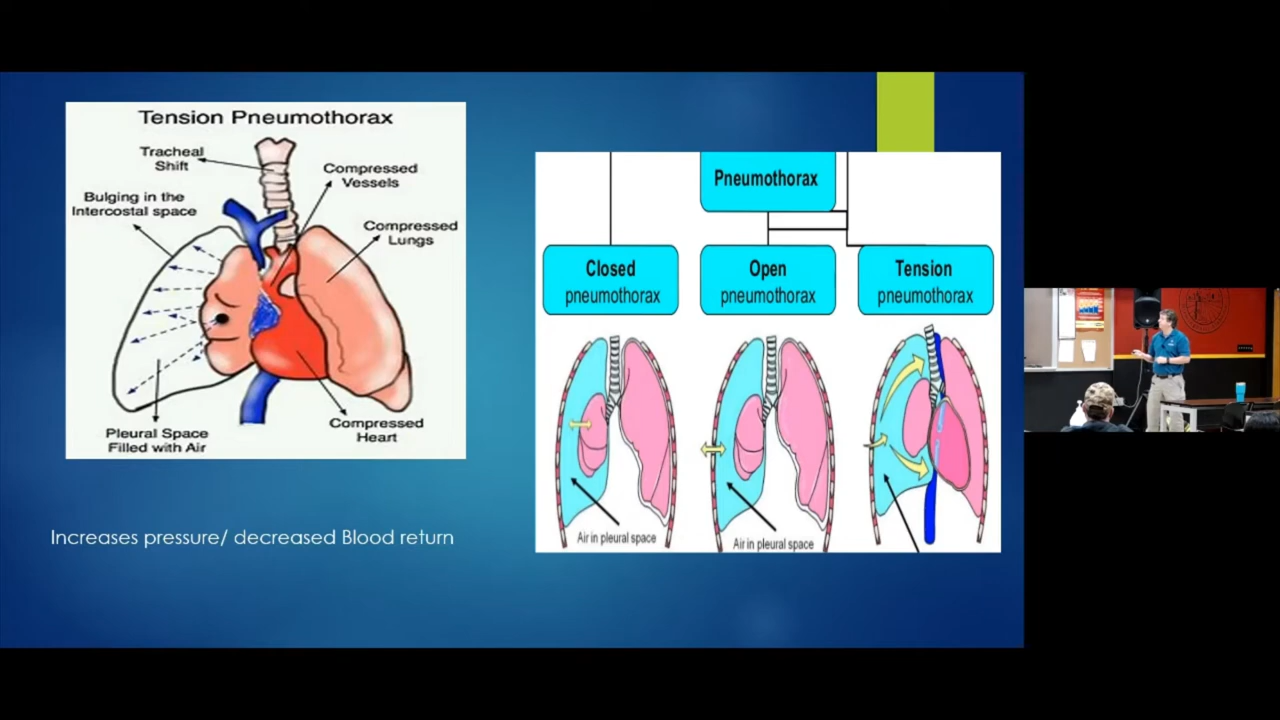 Tension Pneumothorax
Tracheal
Shift
Compressed
Vessels
Bulging in the
Intercostal space
Compressed
Lungs
Pleural Space
Filled with Air
Compressed
Heart
Increases pressure/ decreased Blood return
Pneumothorax
Closed
pneumothorax
Open
pneumothorax
Tension
pneumothorax
Air in pleural space
Air in pleural space